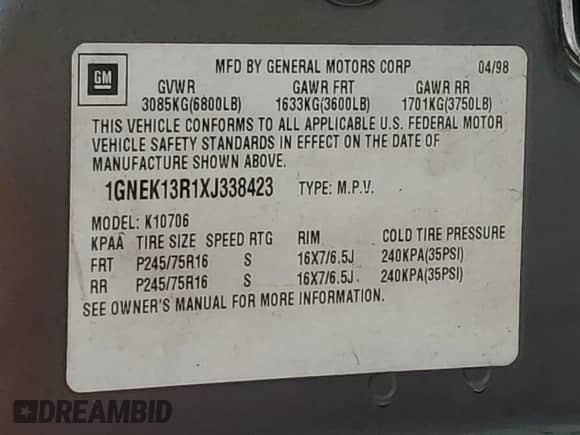 GM
MFD BY GENERAL MOTORS CORP 04/98
GVWR GAWR FRT GAWR RR
3085KG(6800LB) 1633KG(3600LB) 1701KG(3750LB)
THIS VEHICLE CONFORMS TO ALL APPLICABLE U.S. FEDERAL MOTOR
VEHICLE SAFETY STANDARDS IN EFFECT ON THE DATE OF
MANUFACTURE SHOWN ABOVE.
1GNEK13R1XJ338423 TYPE: M.P.V.
MODEL: K10706
KPAA TIRE SIZE SPEED RTG RIM COLD TIRE PRESSURE
FRT P245/75R16 S 16X7/6.5J 240KPA(35PSI)
RR P245/75R16 S 16X7/6.5J 240KPA(35PSI)
SEE OWNER'S MANUAL FOR MORE INFORMATION.
DREAMBID